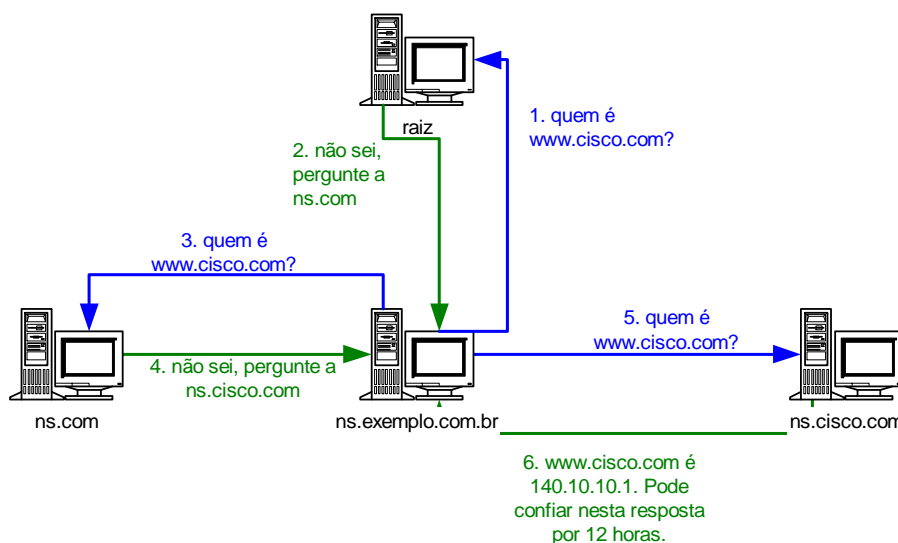 raiz
1. quem é
www.cisco.com?
2. não sei,
pergunte a
ns.com
3. quem é
www.cisco.com?
4. não sei, pergunte a
ns.cisco.com
5. quem é
www.cisco.com?
ns.com
ns.exemplo.com.br
ns.cisco.com
6. www.cisco.com é
140.10.10.1. Pode
confiar nesta resposta
por 12 horas.